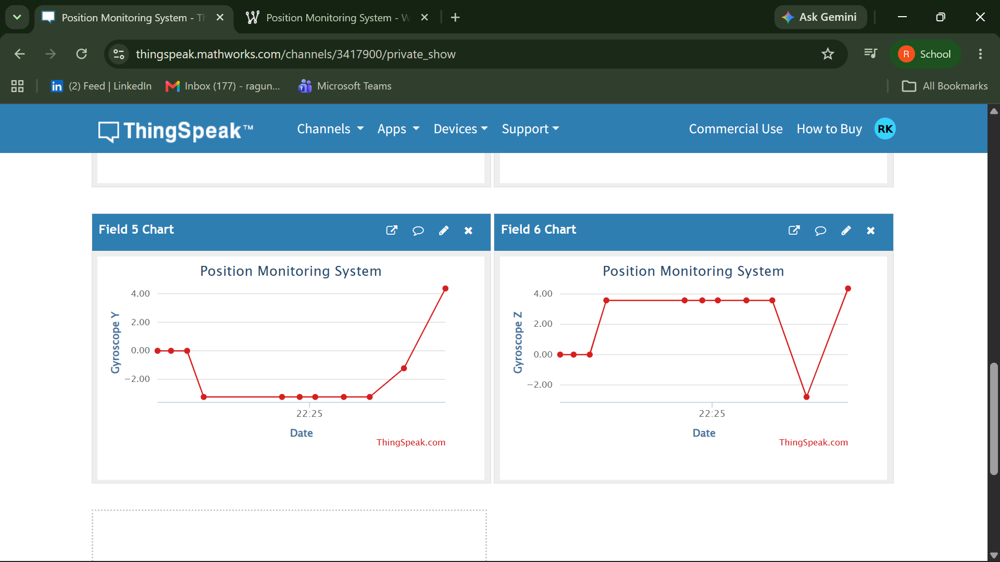 Position Monitoring System - Th
Position Monitoring System - W
Ask Gemini
thingspeak.mathworks.com/channels/3417900/private_show
R School
in (2) Feed | LinkedIn
Inbox (177) - ragun...
Microsoft Teams
All Bookmarks
ThingSpeak™
Channels
Apps
Devices
Support
Commercial Use
How to Buy
RK
Field 5 Chart
Position Monitoring System
Gyroscope Y
4.00
2.00
0.00
−2.00
22:25
Date
ThingSpeak.com
Field 6 Chart
Position Monitoring System
Gyroscope Z
4.00
2.00
0.00
−2.00
22:25
Date
ThingSpeak.com